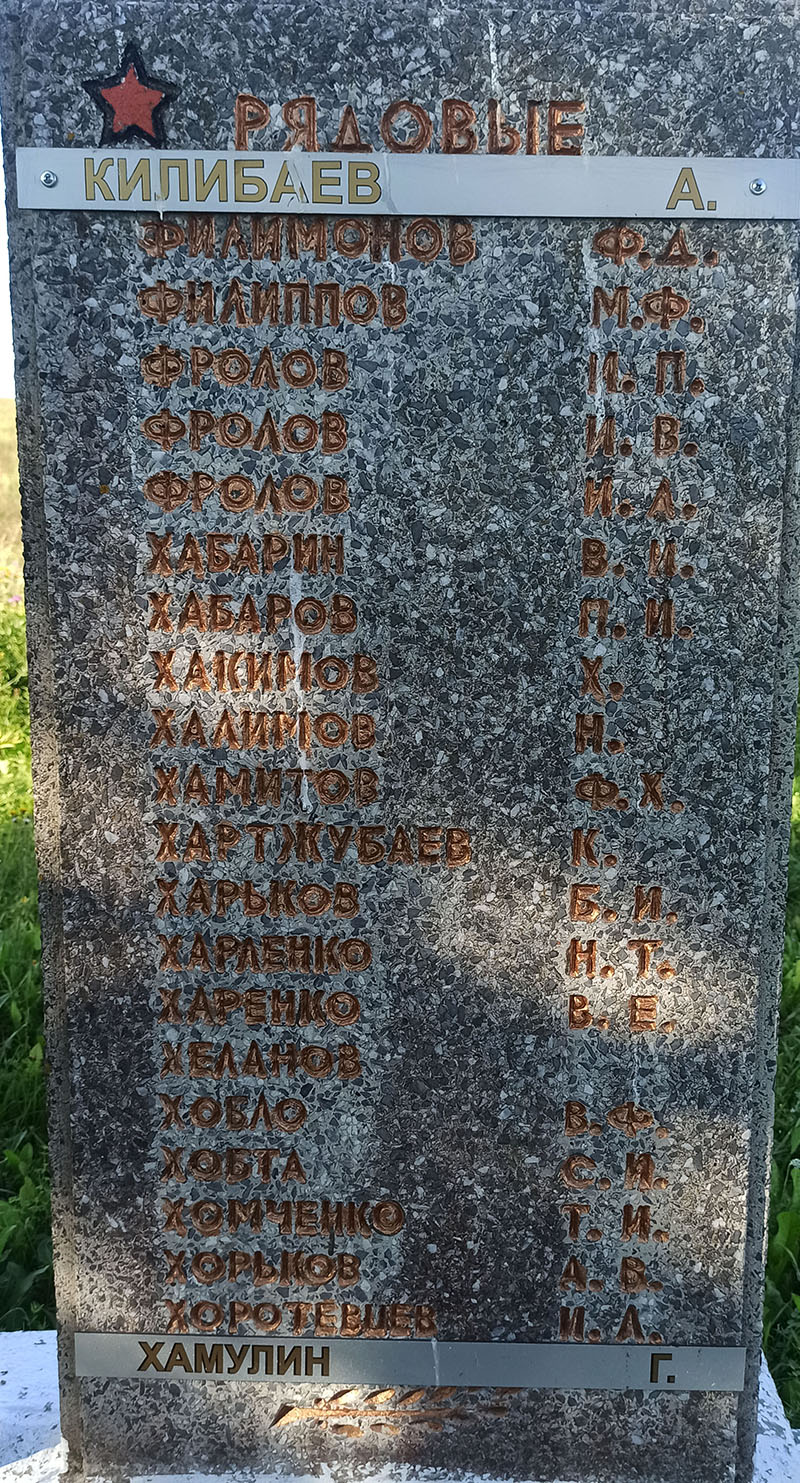 РЯДОВЫЕ
КИЛИБАЕВ А.
ФИЛИМОНОВ Ф.Д.
ФИЛИППОВ М.Ф.
ФРОЛОВ И. П.
ФРОЛОВ И. В.
ФРОЛОВ И. Д.
ХАБАРИН В. И.
ХАБАРОВ П. И.
ХАКИМОВ Х.
ХАЛИМОВ Н.
ХАМИТОВ Ф.Х.
ХАРТЖУБАЕВ К.
ХАРЬКОВ Б. И.
ХАРЛЕНКО Н. Т.
ХАРЕНКО В. Е.
ХЕЛАНОВ
ХОБЛО В.Ф.
ХОБТА С. И.
ХОМЧЕНКО Т. И.
ХОРЬКОВ А. В.
ХОРОТЕВЦЕВ И. Л.
ХАМУЛИН Г.